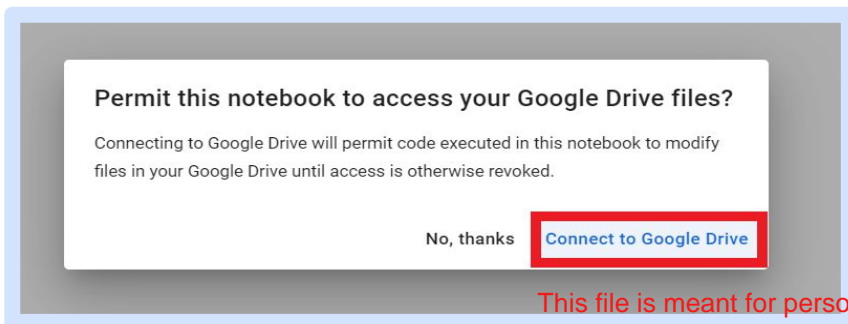 Permit this notebook to access your Google Drive files?
Connecting to Google Drive will permit code executed in this notebook to modify
files in your Google Drive until access is otherwise revoked.
No, thanks
Connect to Google Drive
This file is meant for perso